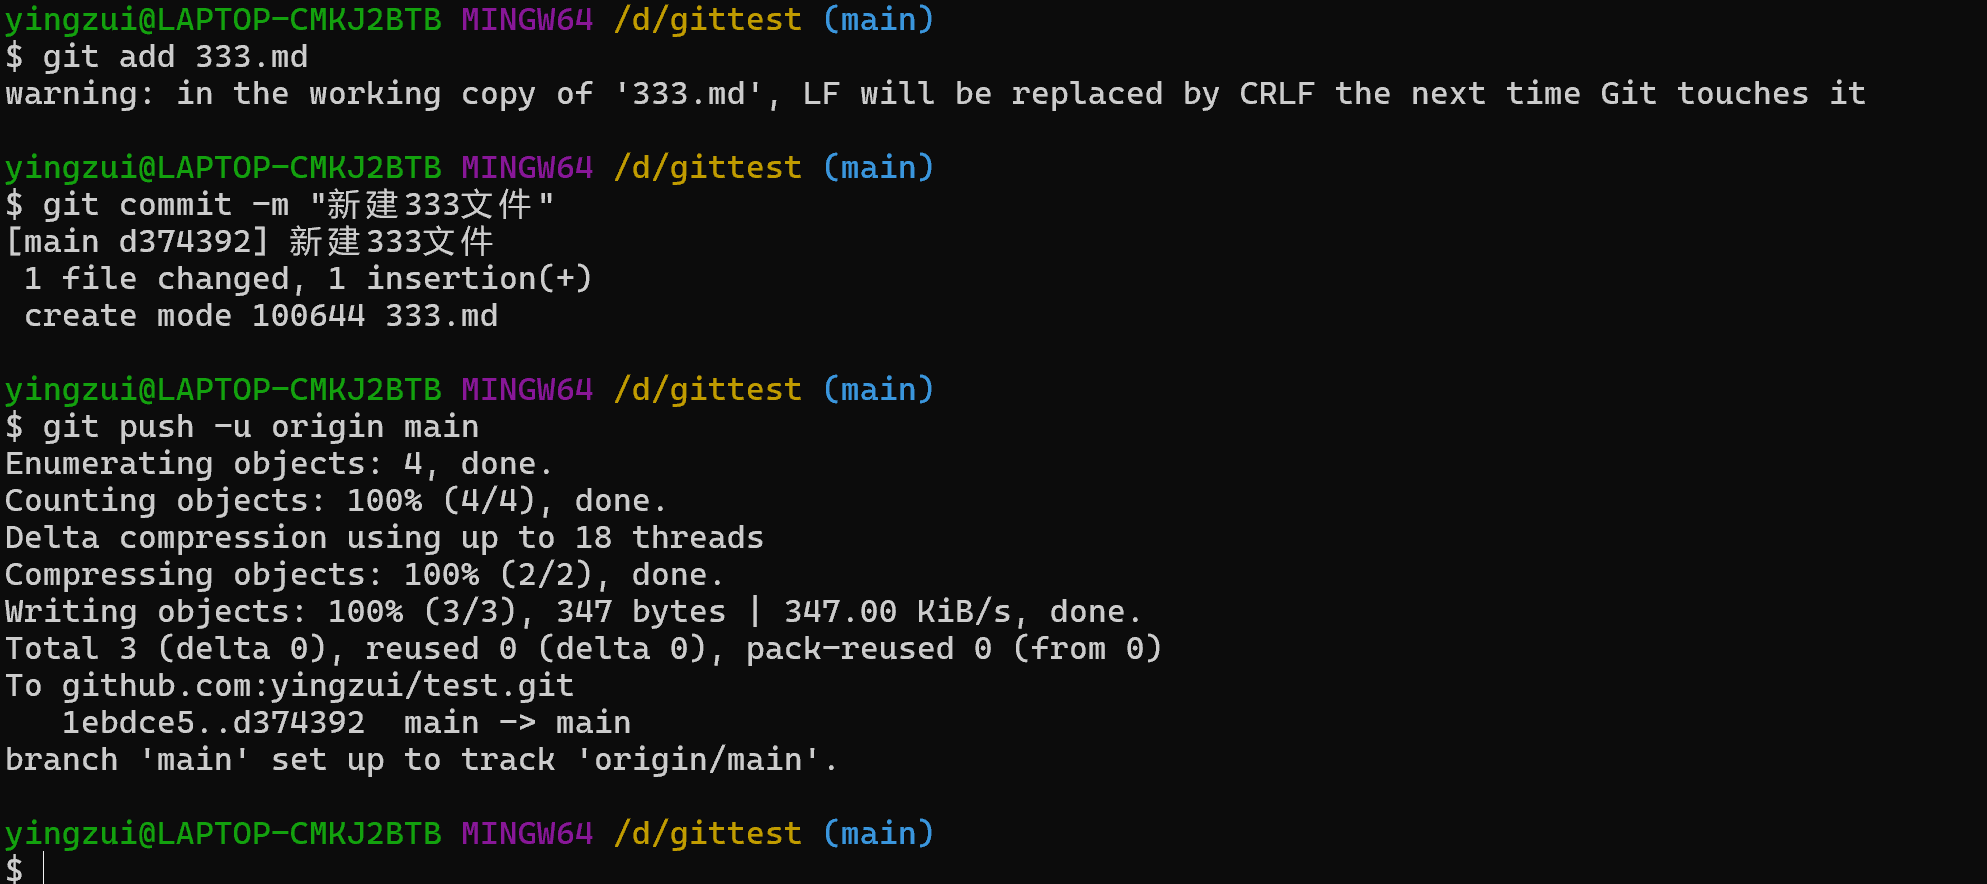 yingzui@LAPTOP-CMKJ2BTB MINGW64 /d/gittest (main)
$ git add 333.md
warning: in the working copy of '333.md', LF will be replaced by CRLF the next time Git touches it
yingzui@LAPTOP-CMKJ2BTB MINGW64 /d/gittest (main)
$ git commit -m "新建333文件"
[main d374392] 新建333文件
 1 file changed, 1 insertion(+)
 create mode 100644 333.md
yingzui@LAPTOP-CMKJ2BTB MINGW64 /d/gittest (main)
$ git push -u origin main
Enumerating objects: 4, done.
Counting objects: 100% (4/4), done.
Delta compression using up to 18 threads
Compressing objects: 100% (2/2), done.
Writing objects: 100% (3/3), 347 bytes | 347.00 KiB/s, done.
Total 3 (delta 0), reused 0 (delta 0), pack-reused 0 (from 0)
To github.com:yingzui/test.git
   1ebdce5..d374392  main -> main
branch 'main' set up to track 'origin/main'.
yingzui@LAPTOP-CMKJ2BTB MINGW64 /d/gittest (main)
$